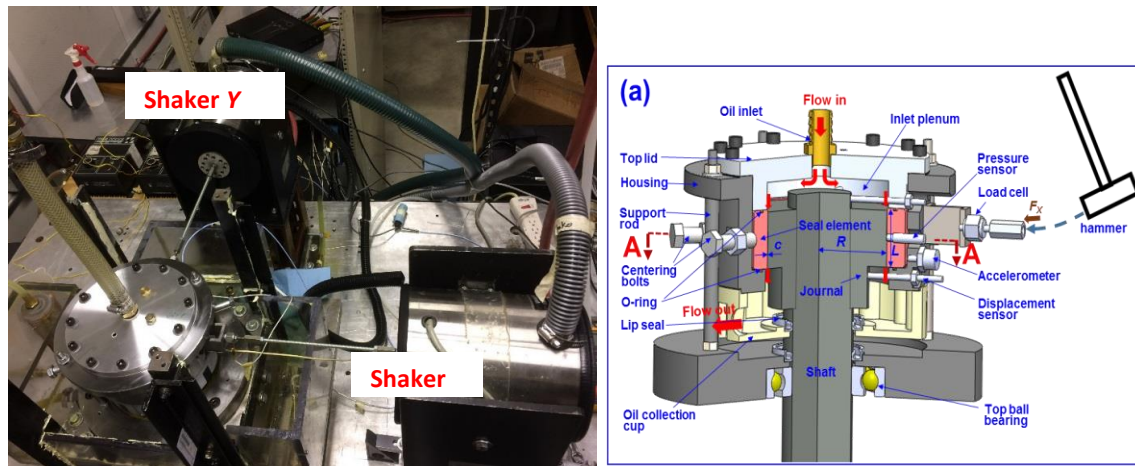 Shaker Y
Shaker
(a)
Flow in
Oil inlet
Inlet plenum
Top lid
Pressure
sensor
Housing
Load cell
Support
rod
Fx
hammer
Seal element
A
A
c
R
L
Centering
bolts
Accelerometer
O-ring
Journal
Displacement
sensor
Flow out
Lip seal
Shaft
Oil collection
cup
Top ball
bearing